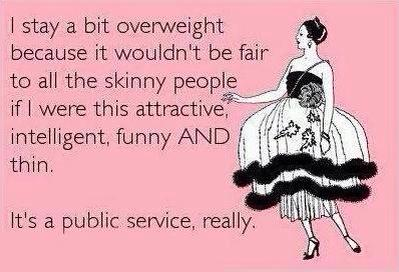 I stay a bit overweight
because it wouldn't be fair
to all the skinny people
if I were this attractive,
intelligent, funny AND
thin.
It's a public service, really.